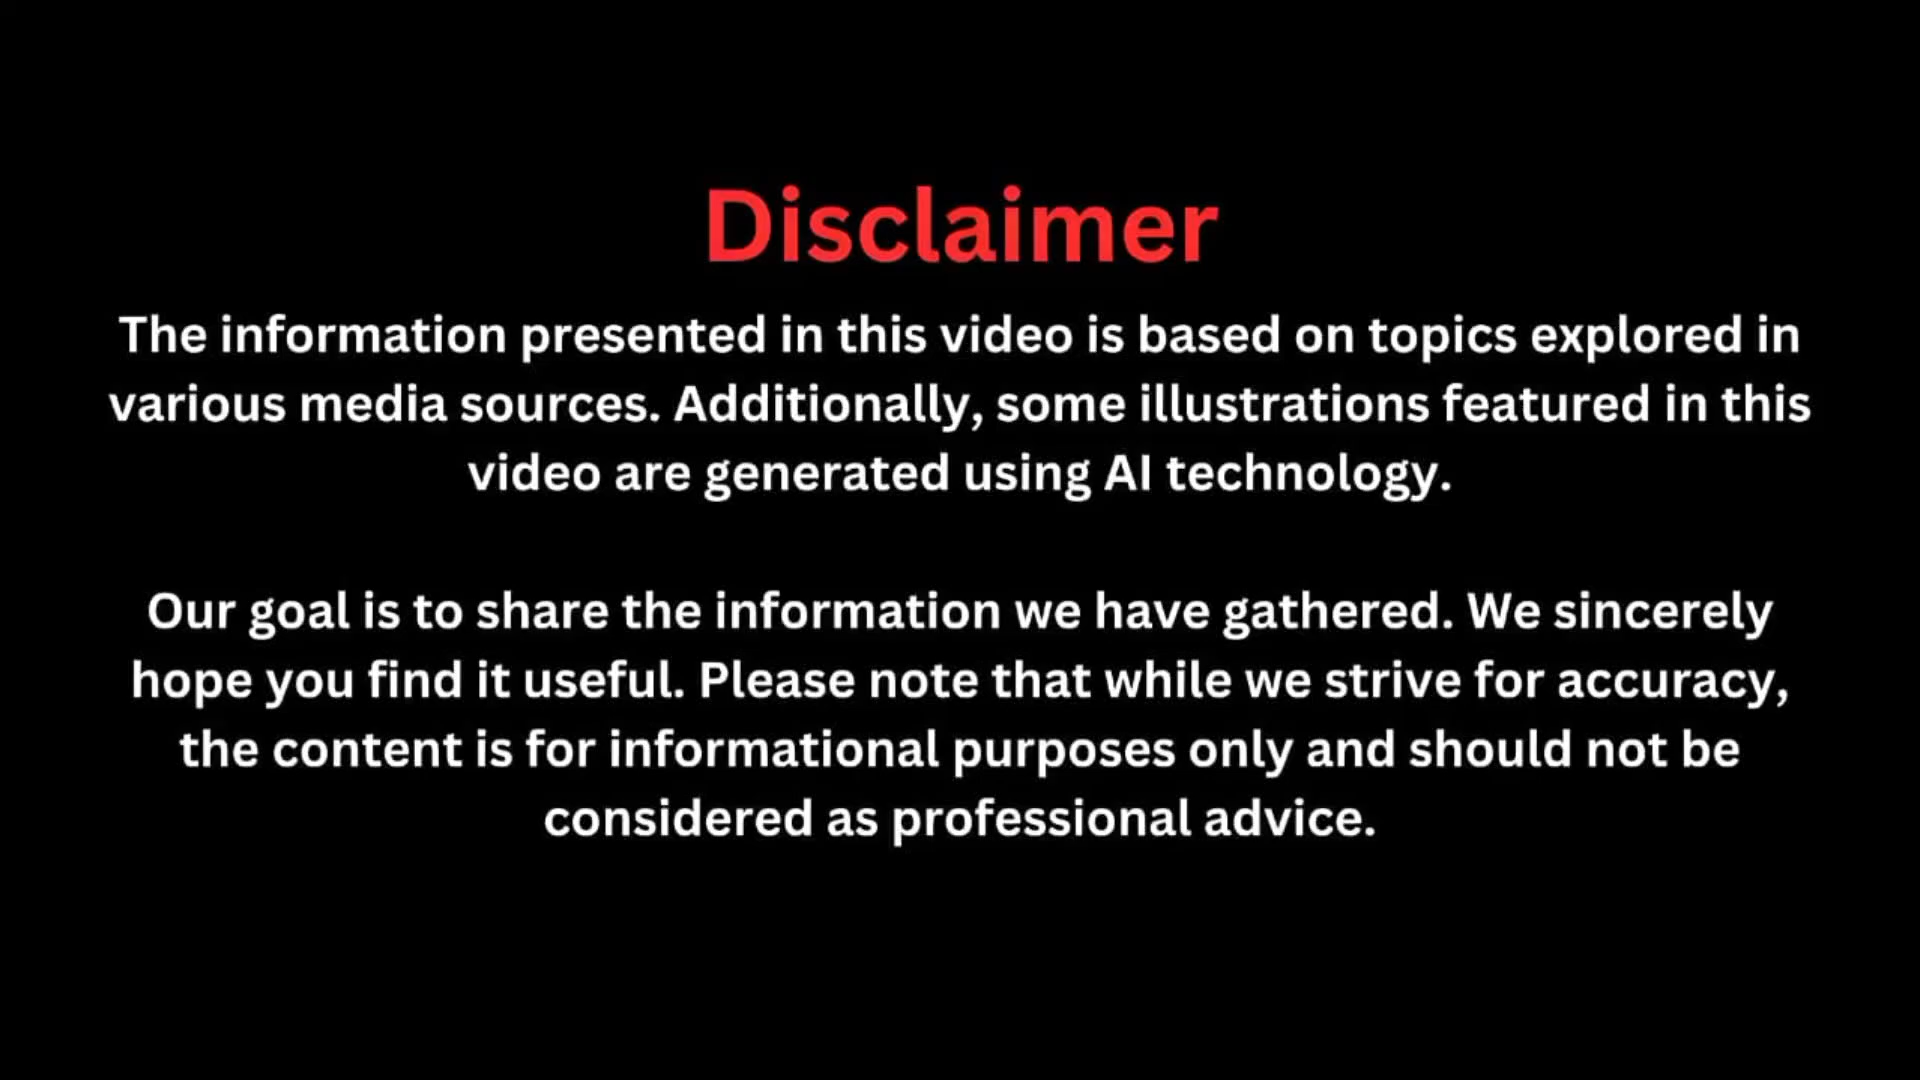 Disclaimer
The information presented in this video is based on topics explored in
various media sources. Additionally, some illustrations featured in this
video are generated using AI technology.
Our goal is to share the information we have gathered. We sincerely
hope you find it useful. Please note that while we strive for accuracy,
the content is for informational purposes only and should not be
considered as professional advice.